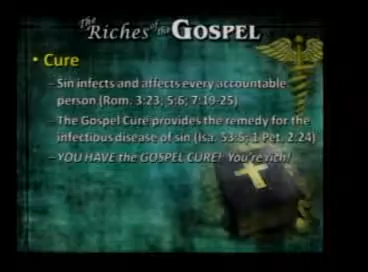 The Riches of the GOSPEL
• Cure
– Sin infects and affects every accountable
person (Rom. 3:23; 5:6; 7:19-25)
– The Gospel Cure provides the remedy for the
infectious disease of sin (Isa. 53:5; 1 Pet. 2:24)
– YOU HAVE the GOSPEL CURE! You're rich!